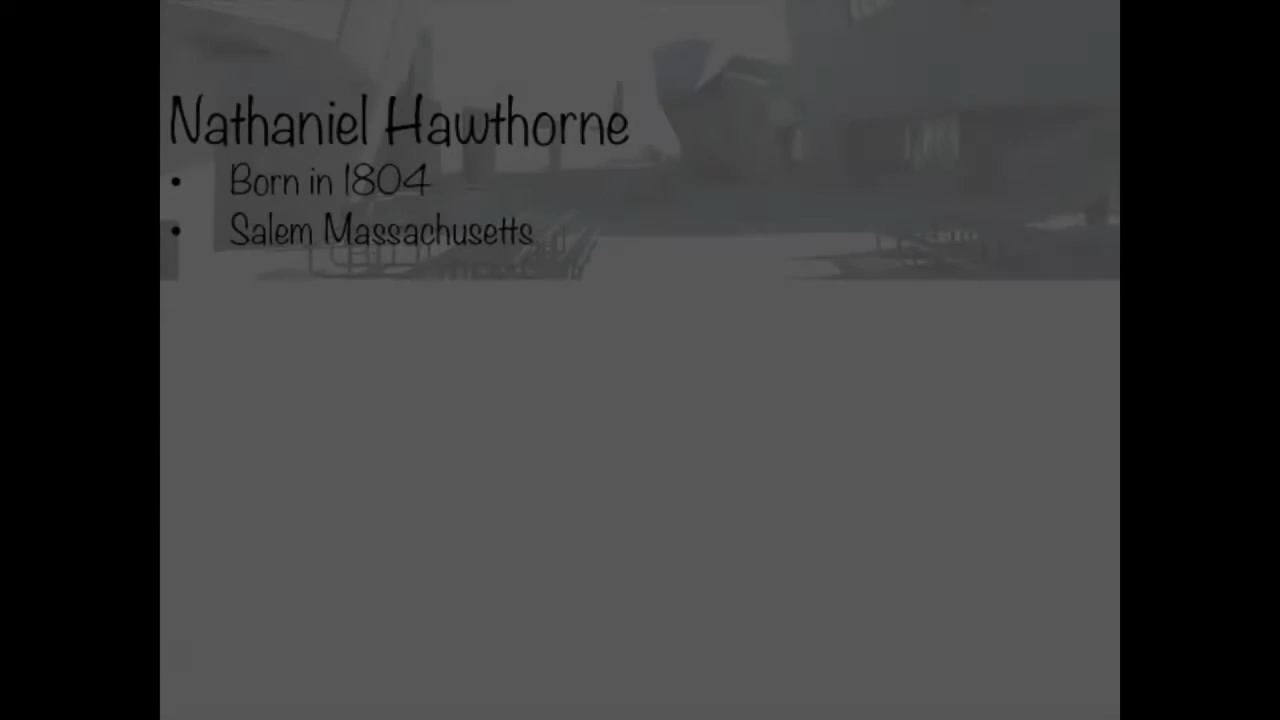 Nathaniel Hawthorne
• Born in 1804
• Salem Massachusetts